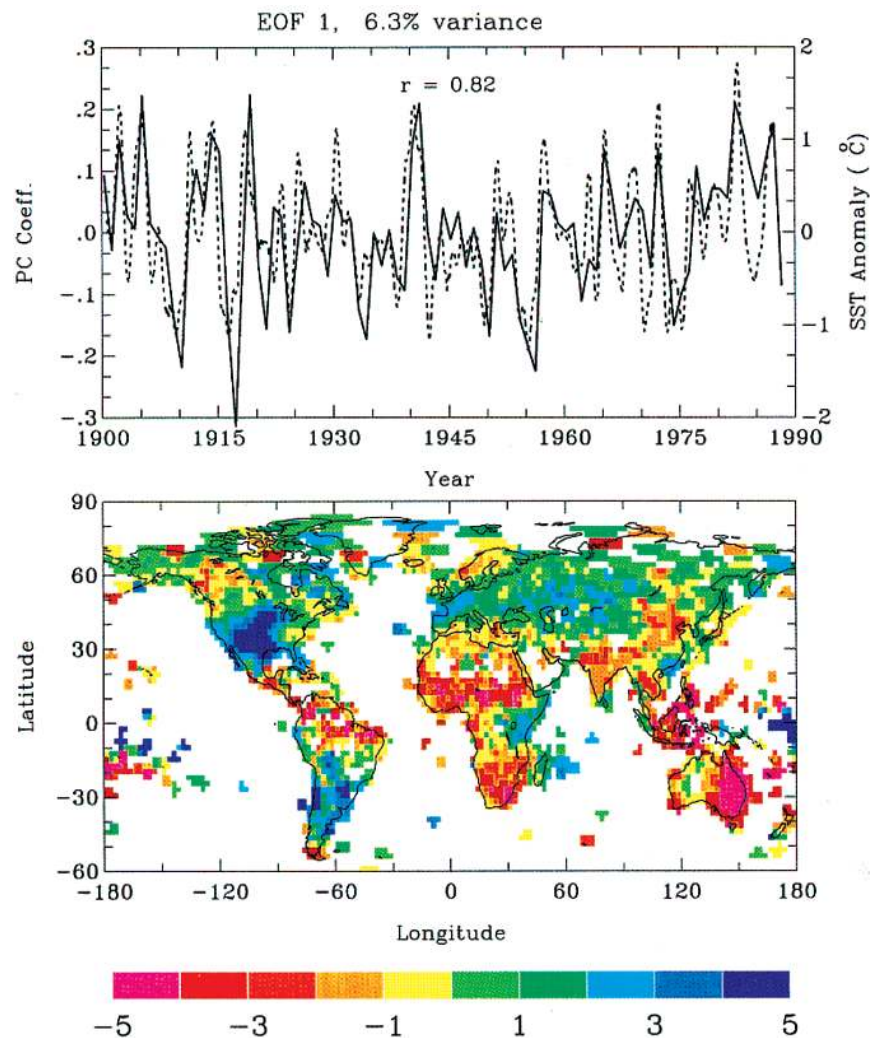 EOF 1, 6.3% variance
r = 0.82
PC Coeff.
.3
.2
.1
.0
-.1
-.2
-.3
2
1
0
-1
-2
SST Anomaly (°C)
1900 1915 1930 1945 1960 1975 1990
Year
Latitude
90
60
30
0
-30
-60
-180 -120 -60 0 60 120 180
Longitude
-5 -3 -1 1 3 5